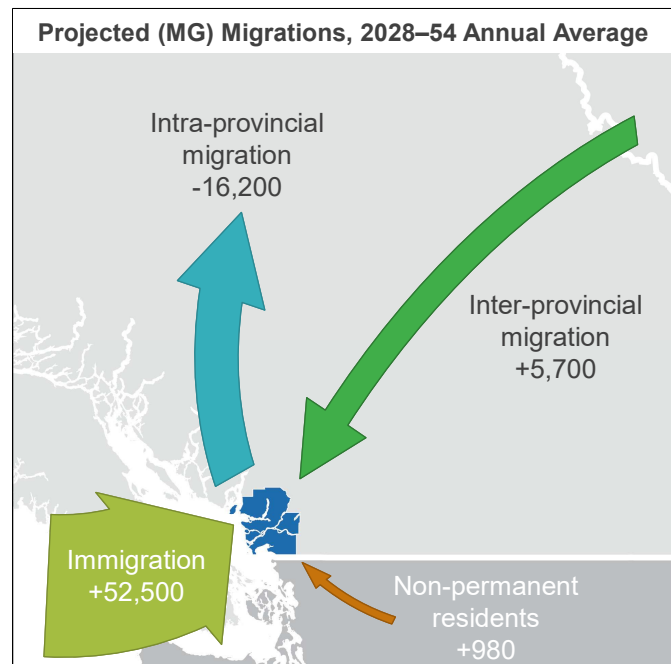 Projected (MG) Migrations, 2028–54 Annual Average
Intra-provincial
migration
-16,200
Inter-provincial
migration
+5,700
Immigration
+52,500
Non-permanent
residents
+980